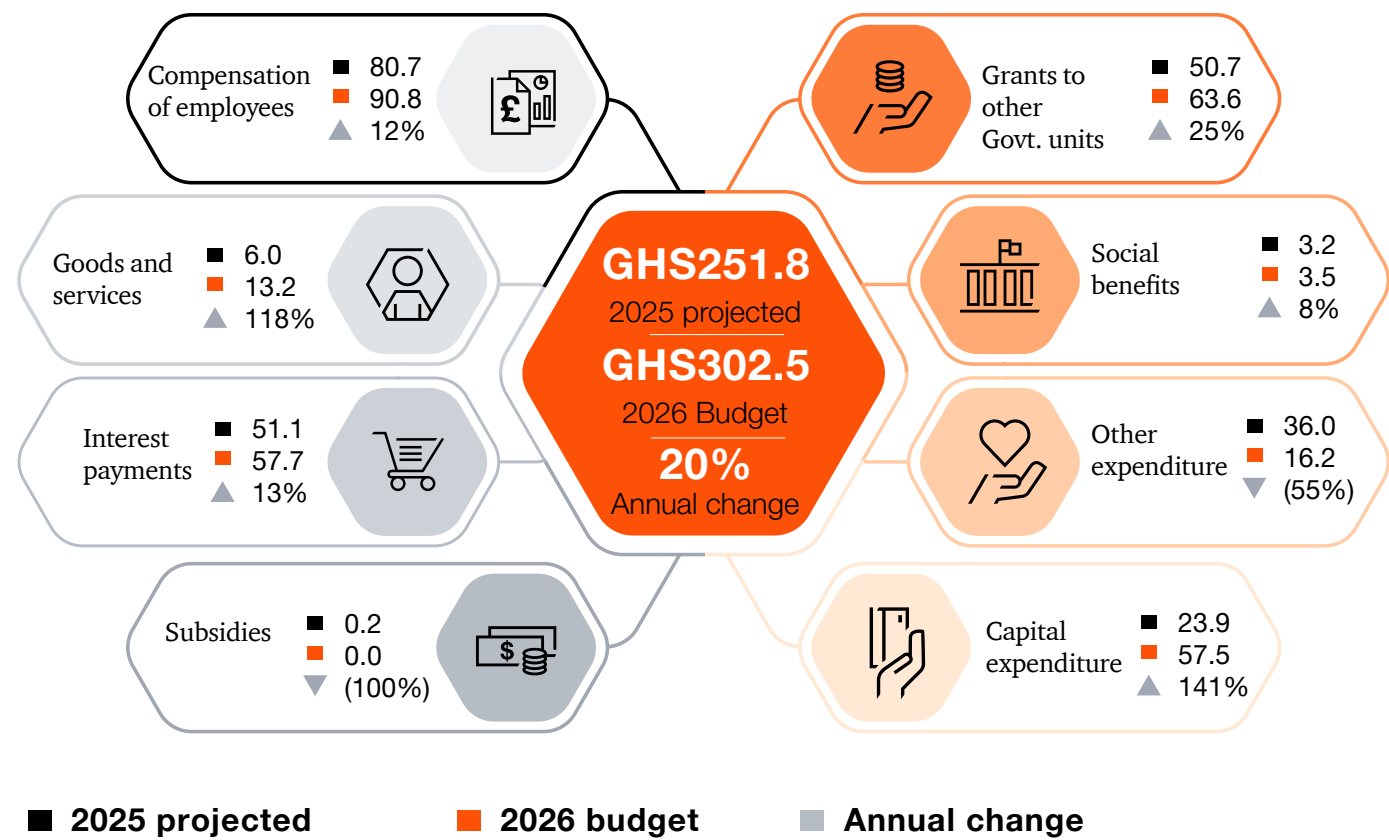 Compensation
of employees
80.7
90.8
12%
£
Goods and
services
6.0
13.2
118%
Interest
payments
51.1
57.7
13%
Subsidies
0.2
0.0
(100%)
$
GHS251.8
2025 projected
GHS302.5
2026 Budget
20%
Annual change
Grants to
other
Govt. units
50.7
63.6
25%
Social
benefits
3.2
3.5
8%
Other
expenditure
36.0
16.2
(55%)
Capital
expenditure
23.9
57.5
141%
2025 projected
2026 budget
Annual change